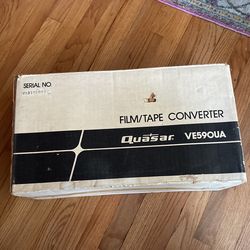 SERIAL NO
FILM/TAPE CONVERTER
Quasar. VE590UA